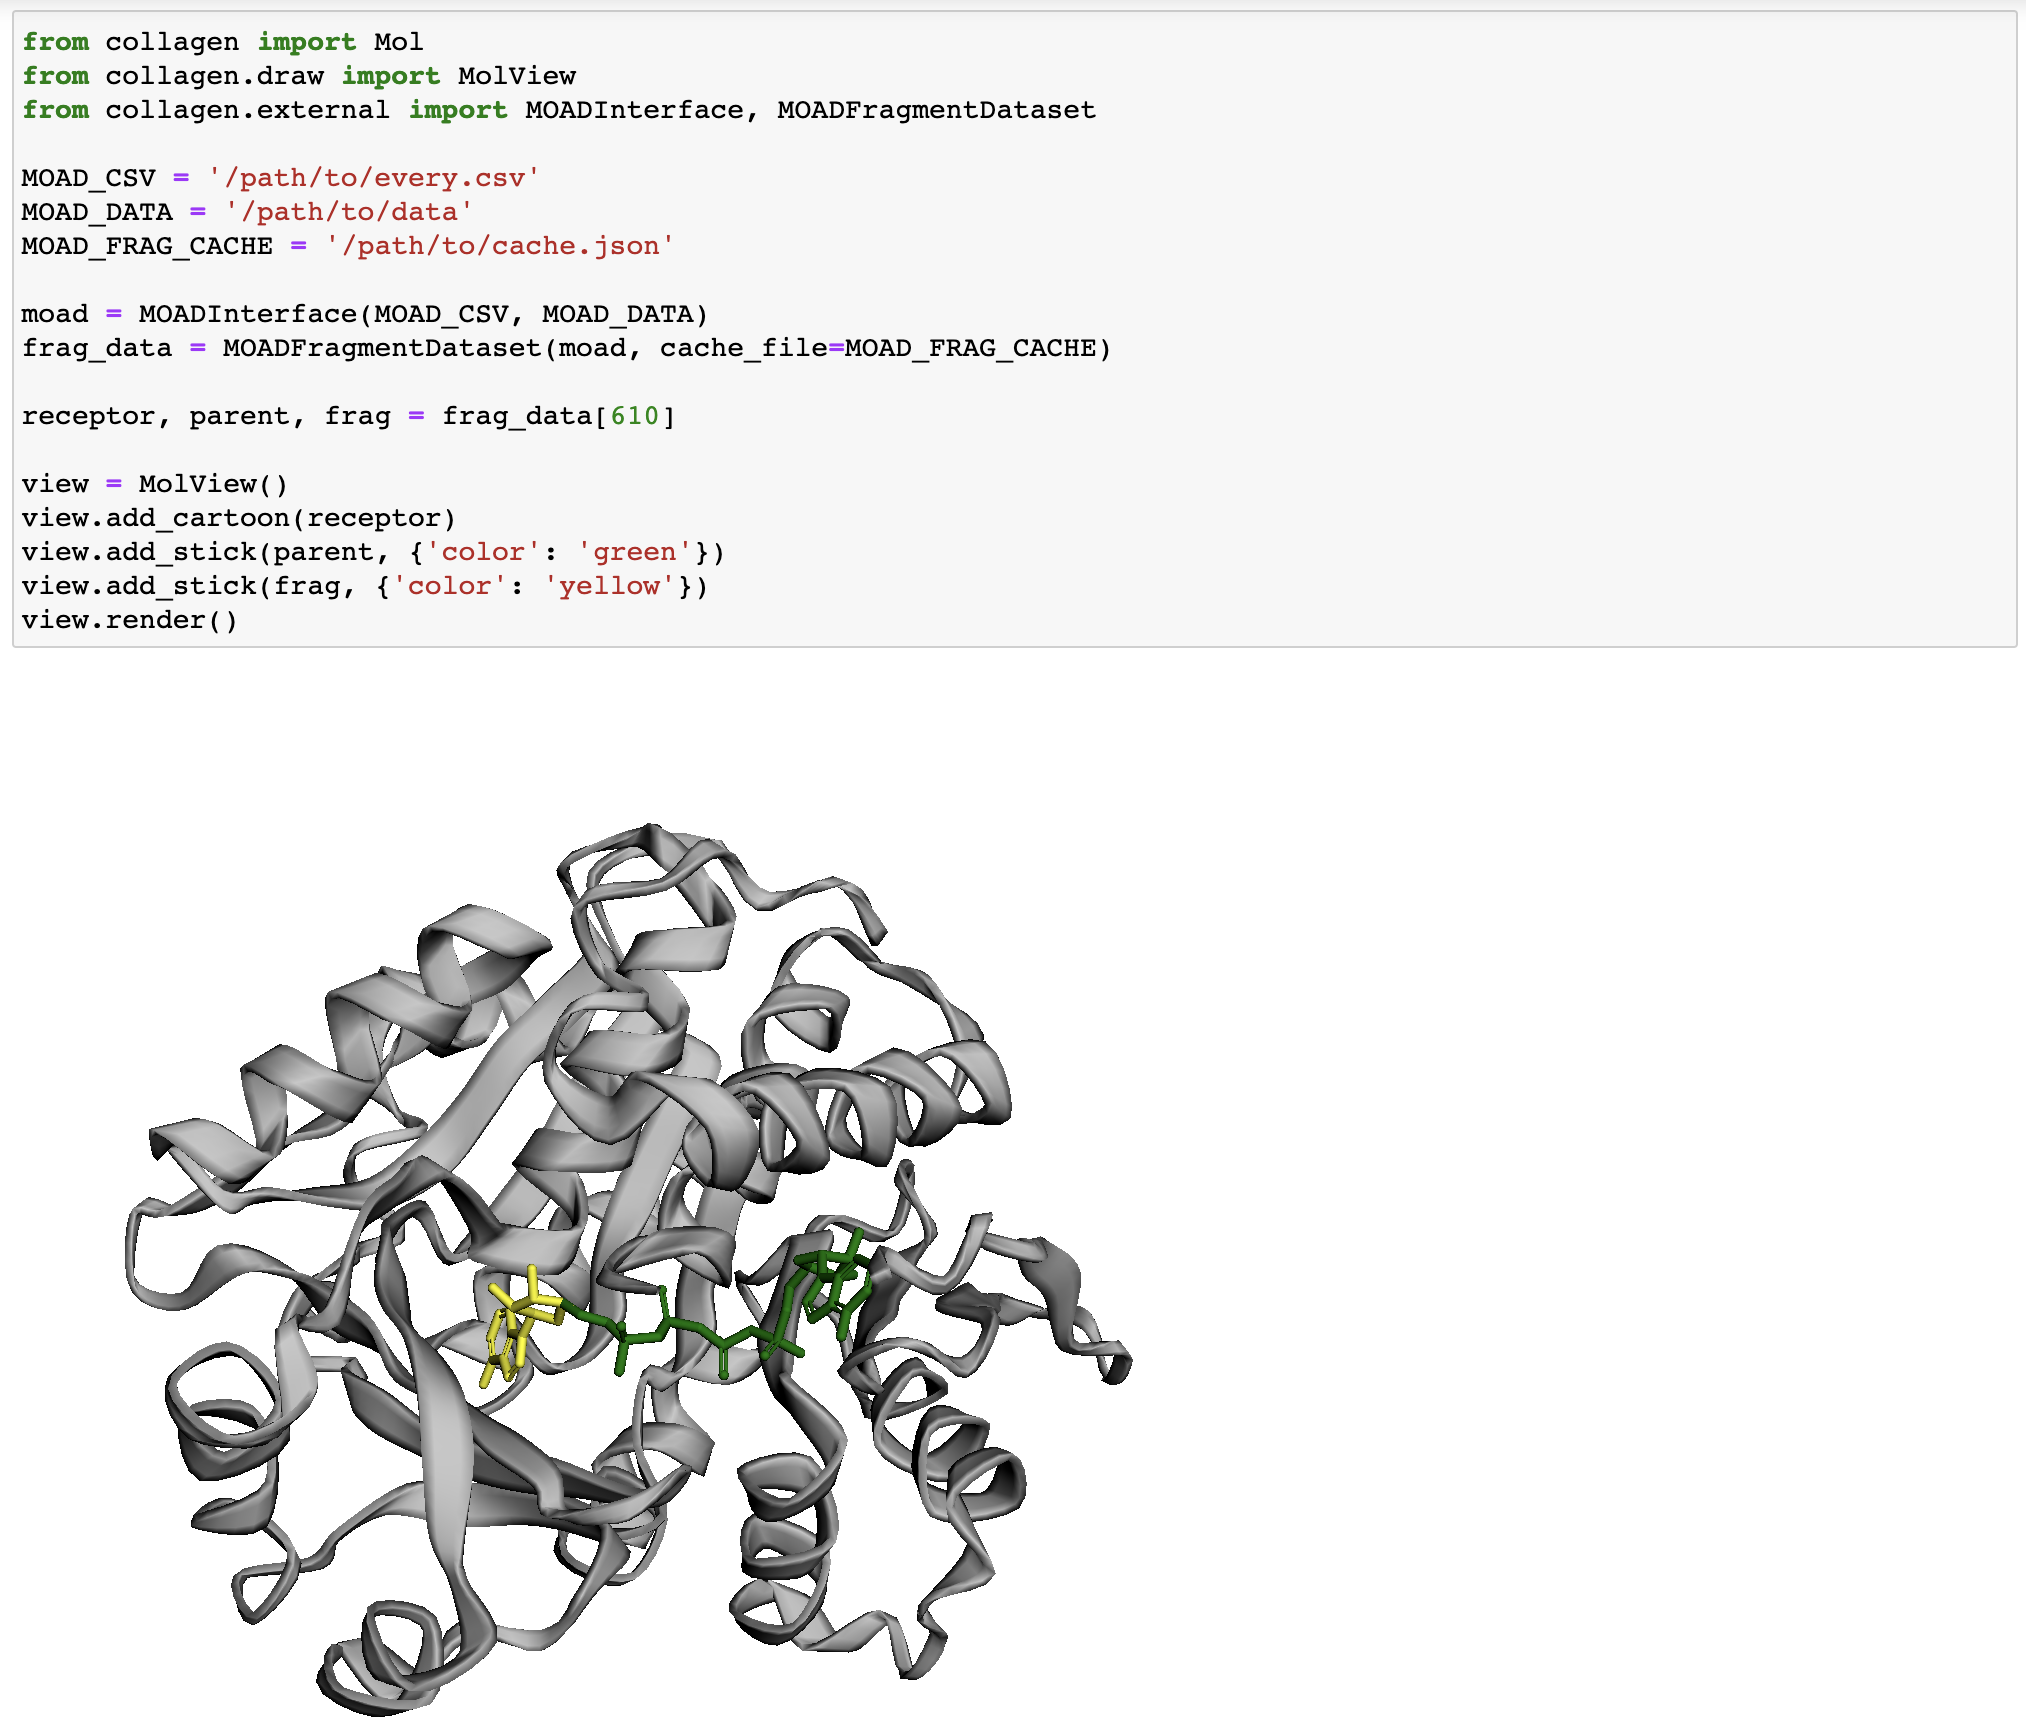 from collagen import Mol
from collagen.draw import MolView
from collagen.external import MOADInterface, MOADFragmentDataset
MOAD_CSV = '/path/to/every.csv'
MOAD_DATA = '/path/to/data'
MOAD_FRAG_CACHE = '/path/to/cache.json'
moad = MOADInterface(MOAD_CSV, MOAD_DATA)
frag_data = MOADFragmentDataset(moad, cache_file=MOAD_FRAG_CACHE)
receptor, parent, frag = frag_data[610]
view = MolView()
view.add_cartoon(receptor)
view.add_stick(parent, {'color': 'green'})
view.add_stick(frag, {'color': 'yellow'})
view.render()